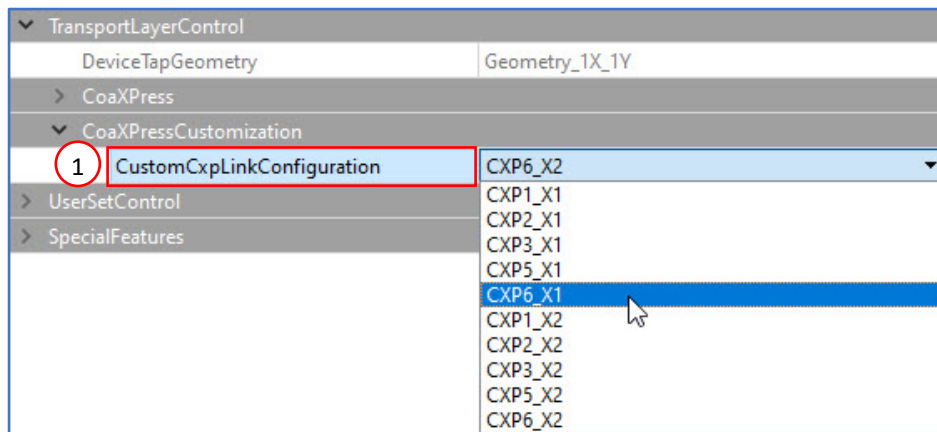 TransportLayerControl
DeviceTapGeometry Geometry_1X_1Y
CoaXPress
CoaXPressCustomization
1 CustomCxpLinkConfiguration CXP6_X2
UserSetControl
SpecialFeatures
CXP1_X1
CXP2_X1
CXP3_X1
CXP5_X1
CXP6_X1
CXP1_X2
CXP2_X2
CXP3_X2
CXP5_X2
CXP6_X2